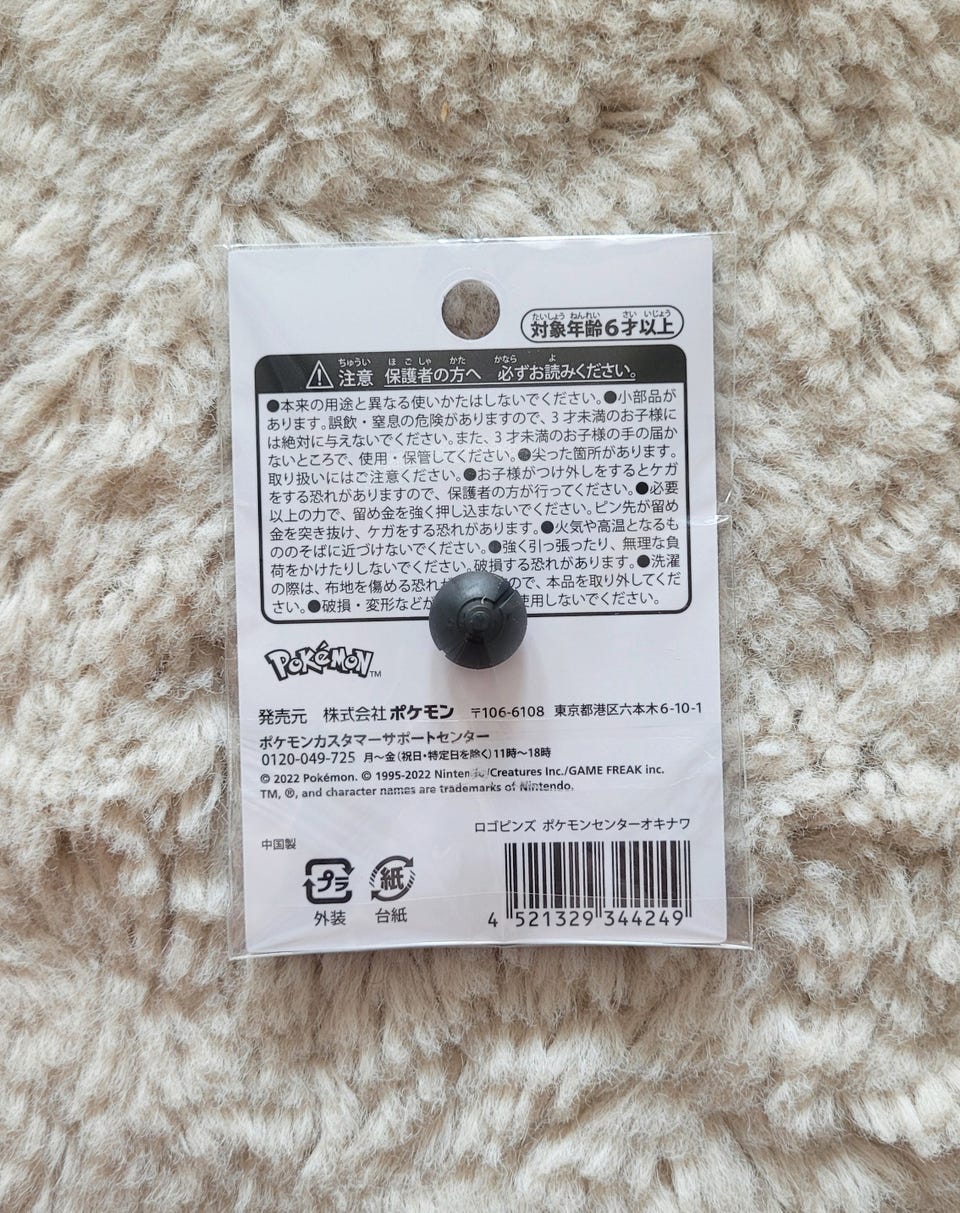 たいしょう ねんれい さい いじょう
対象年齢6才以上
ちゅうい ほごしゃ かた かなら よ
注意 保護者の方へ 必ずお読みください。
●本来の用途と異なる使いかたはしないでください。●小部品が
あります。誤飲・窒息の危険がありますので、3才未満のお子様に
は絶対に与えないでください。また、3才未満のお子様の手の届か
ないところで、使用・保管してください。●尖った箇所があります。
取り扱いにはご注意ください。●お子様がつけ外しをするとケガ
をする恐れがありますので、保護者の方が行ってください。●必要
以上の力で、留め金を強く押し込まないでください。ピン先が留め
金を突き抜け、ケガをする恐れがあります。●火気や高温となるも
ののそばに近づけないでください。●強く引っ張ったり、無理な負
荷をかけたりしないでください。破損する恐れがあります。●洗濯
の際は、布地を傷める恐れ ので、本品を取り外してくだ
さい。●破損・変形などが 使用しないでください。
POKéMON TM
発売元 株式会社ポケモン 〒106-6108 東京都港区六本木6-10-1
ポケモンカスタマーサポートセンター
0120-049-725 月〜金(祝日・特定日を除く)11時〜18時
© 2022 Pokémon. © 1995-2022 Nintendo/Creatures Inc./GAME FREAK inc.
TM, ®, and character names are trademarks of Nintendo.
ロゴピンズ ポケモンセンターオキナワ
中国製
プラ 紙
外装 台紙
4 521329 344249